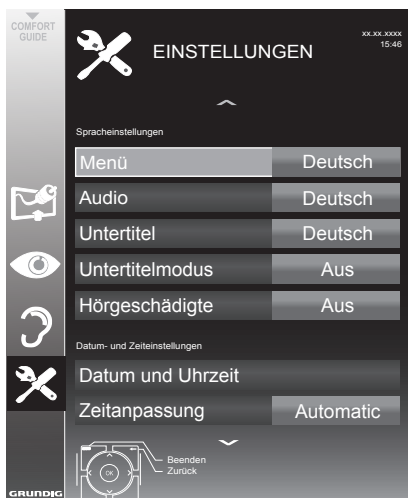 COMFORT
GUIDE
EINSTELLUNGEN
xx.xx.xxxx
15:46
Spracheinstellungen
Menü Deutsch
Audio Deutsch
Untertitel Deutsch
Untertitelmodus Aus
Hörgeschädigte Aus
Datum- und Zeiteinstellungen
Datum und Uhrzeit
Zeitanpassung Automatic
Beenden
Zurück
OK
GRUNDIG